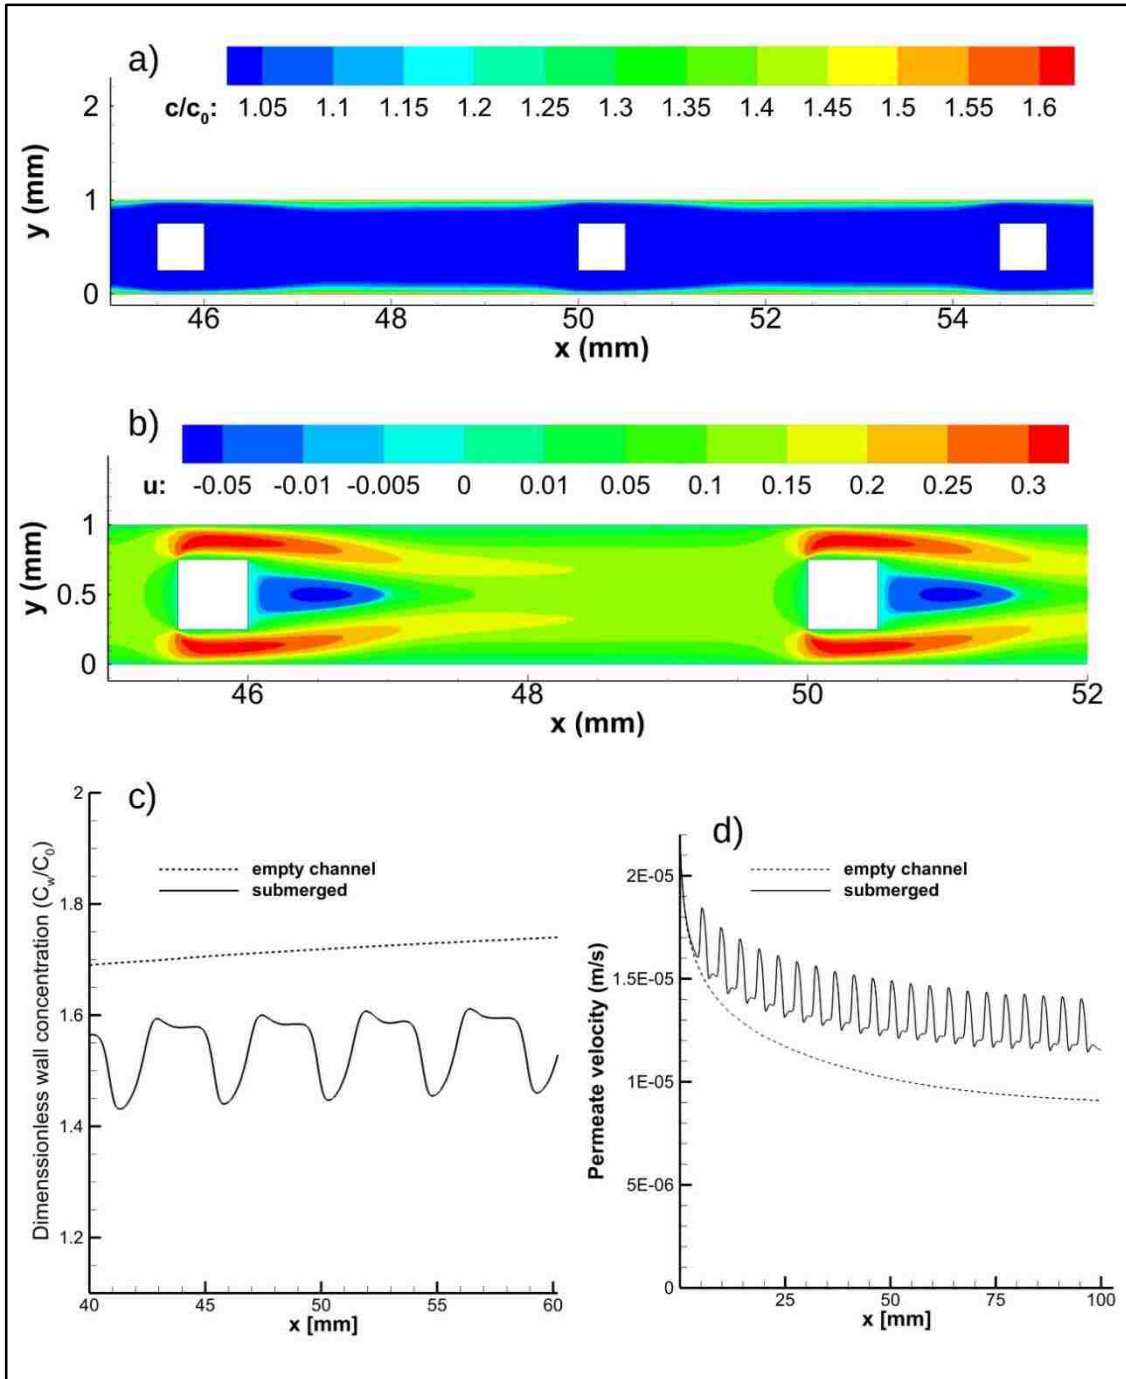 a)
c/c0: 1.05 1.1 1.15 1.2 1.25 1.3 1.35 1.4 1.45 1.5 1.55 1.6
y (mm)
2
1
0
46 48 50 52 54
x (mm)
b)
u: -0.05 -0.01 -0.005 0 0.01 0.05 0.1 0.15 0.2 0.25 0.3
y (mm)
1
0.5
0
46 48 50 52
x (mm)
c)
Dimenssionless wall concentration (Cw/C0)
2
1.8
1.6
1.4
1.2
empty channel
submerged
40 45 50 55 60
x [mm]
d)
Permeate velocity (m/s)
2E-05
1.5E-05
1E-05
5E-06
0
empty channel
submerged
25 50 75 100
x [mm]